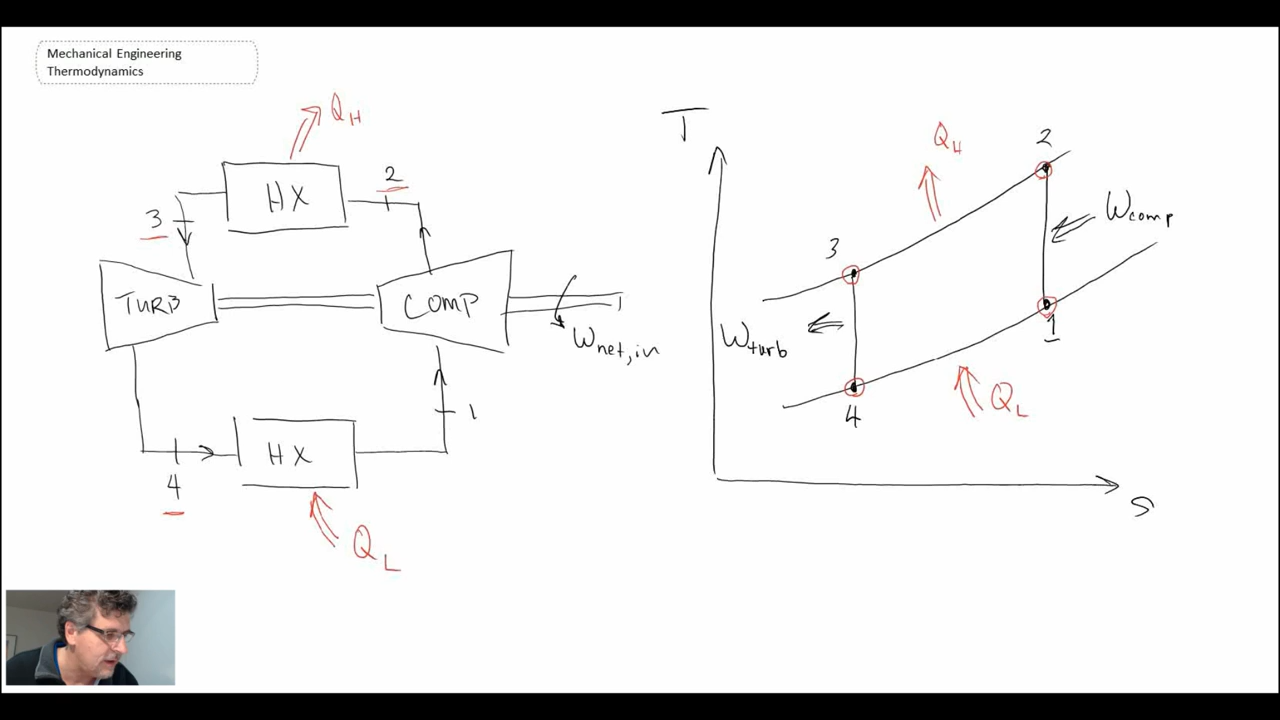 Mechanical Engineering
Thermodynamics
Q_H
HX
2
3
TURB
COMP
W_net,in
1
4
HX
Q_L
T
Q_H
2
W_comp
3
W_turb
1
4
Q_L
S